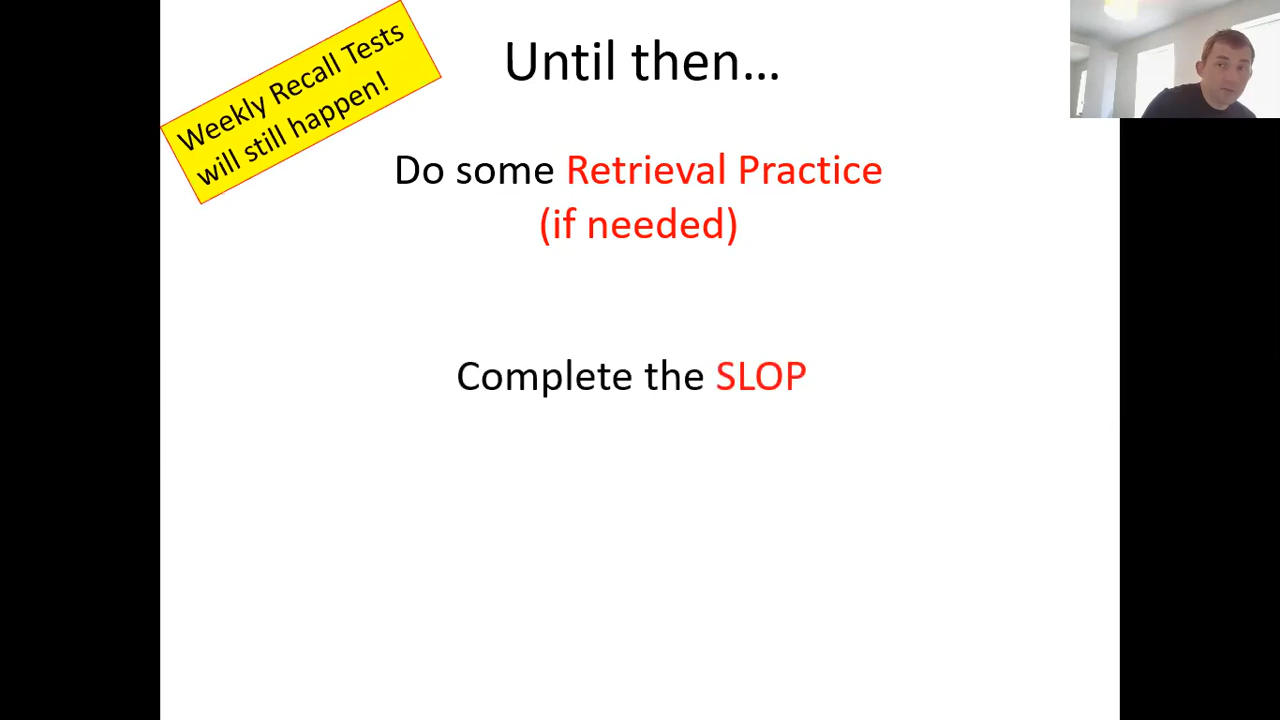 Weekly Recall Tests
will still happen!
Until then…
Do some Retrieval Practice
(if needed)
Complete the SLOP